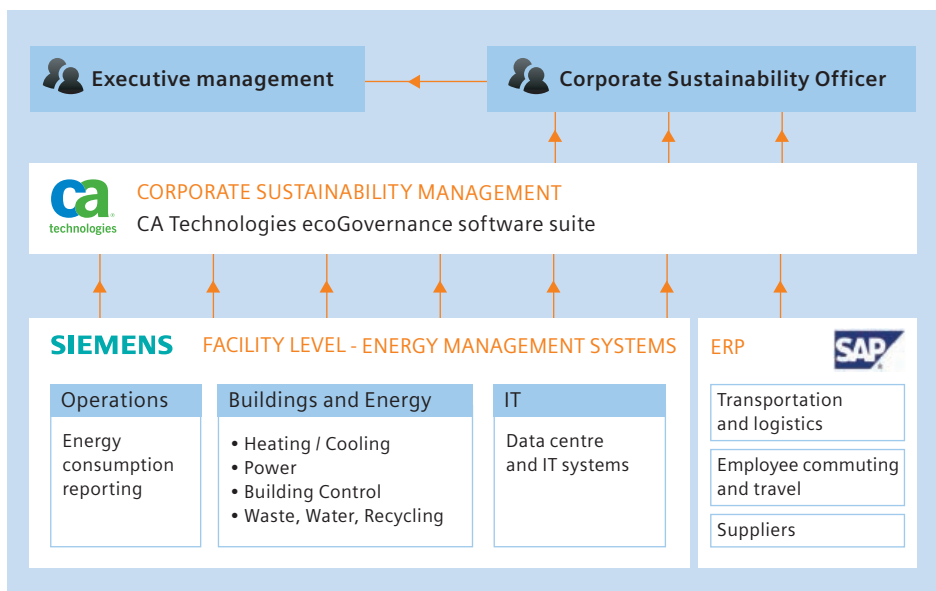 Executive management
Corporate Sustainability Officer
ca
technologies
CORPORATE SUSTAINABILITY MANAGEMENT
CA Technologies ecoGovernance software suite
SIEMENS
FACILITY LEVEL - ENERGY MANAGEMENT SYSTEMS
Operations
Energy
consumption
reporting
Buildings and Energy
• Heating / Cooling
• Power
• Building Control
• Waste, Water, Recycling
IT
Data centre
and IT systems
ERP
SAP
Transportation
and logistics
Employee commuting
and travel
Suppliers